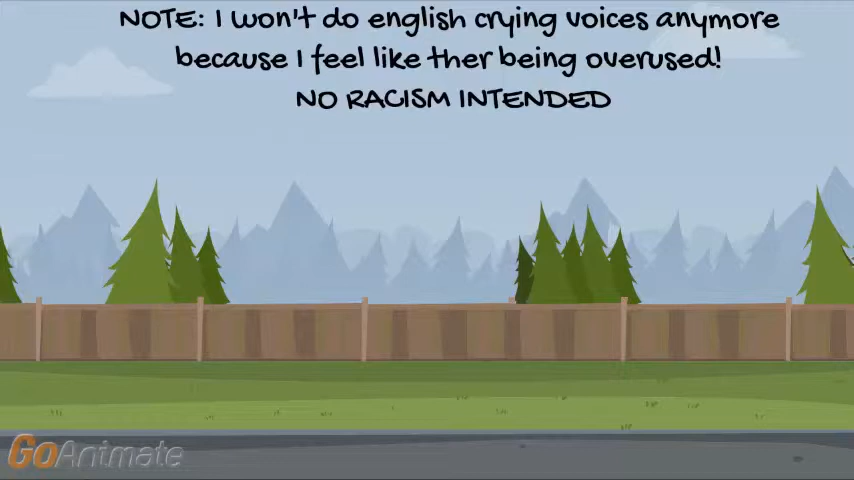 NOTE: I won't do english crying voices anymore
because I feel like ther being overused!
NO RACISM INTENDED
GoAnimate